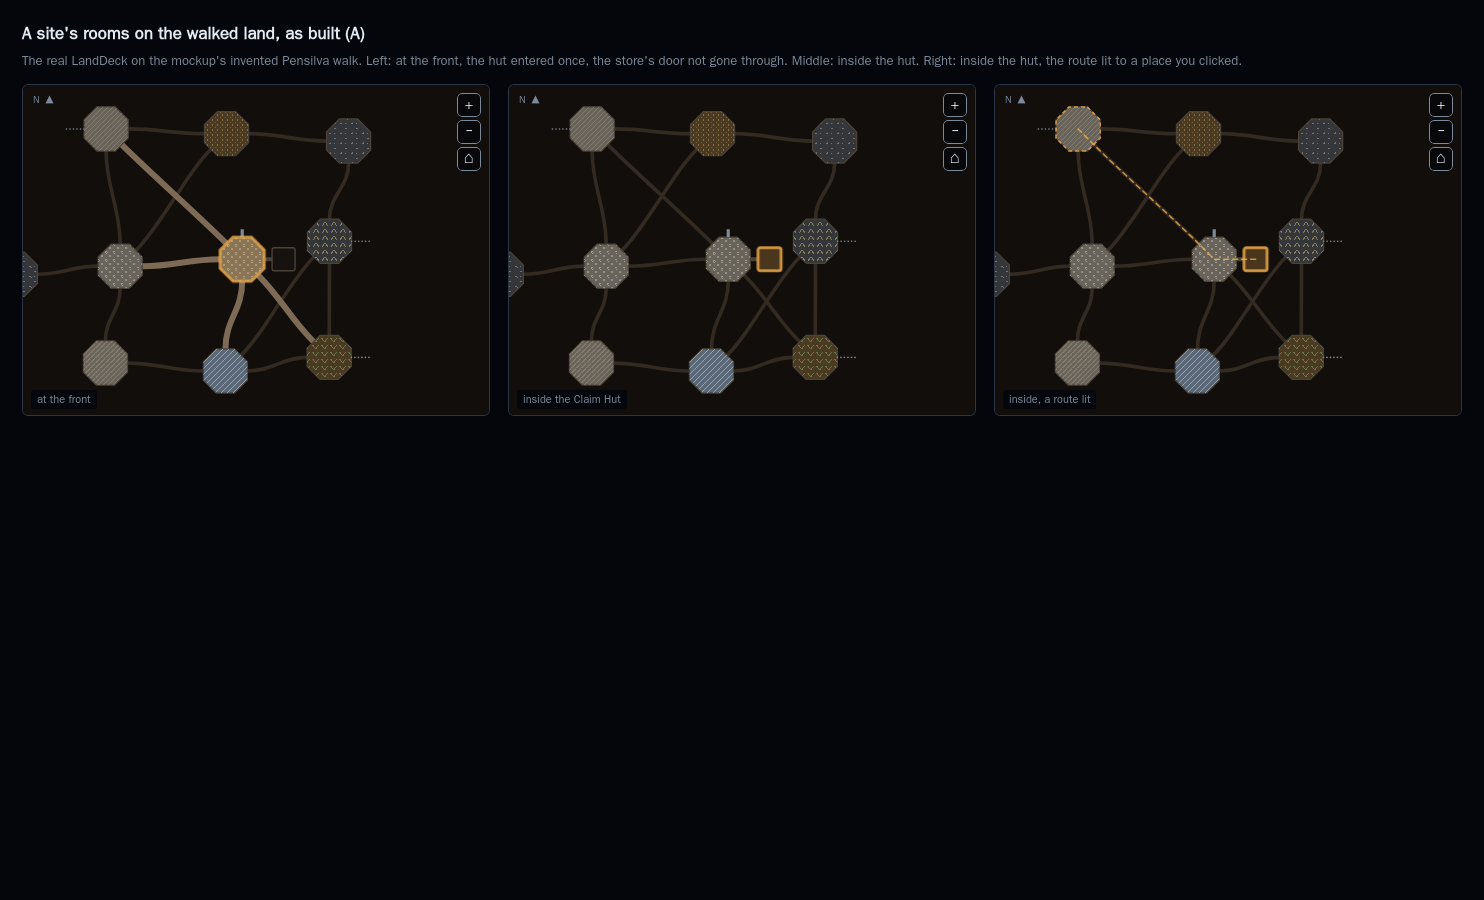 A site's rooms on the walked land, as built (A)
The real LandDeck on the mockup's invented Pensilva walk. Left: at the front, the hut entered once, the store's door not gone through. Middle: inside the hut. Right: inside the hut, the route lit to a place you clicked.
N ▲
+
−
⌂
at the front
N ▲
+
−
⌂
inside the Claim Hut
N ▲
+
−
⌂
inside, a route lit